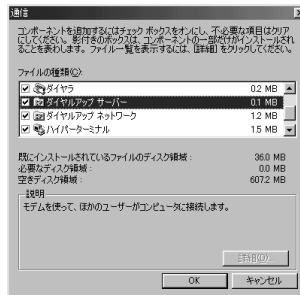 通信
コンポーネントを追加するにはチェック ボックスをオンにし、不必要な項目はクリア
にしてください。影付きのボックスは、コンポーネントの一部だけがインストールされ
ることを表わします。ファイル一覧を表示するには、[詳細] をクリックしてください。
ファイルの種類(C):
ダイヤラ 0.2 MB
ダイヤルアップ サーバー 0.1 MB
ダイヤルアップ ネットワーク 1.2 MB
ハイパーターミナル 1.5 MB
既にインストールされているファイルのディスク領域: 36.0 MB
必要なディスク領域: 0.0 MB
空きディスク領域: 607.2 MB
説明
モデムを使って、ほかのユーザーがコンピュータに接続します。
詳細(D)...
OK キャンセル